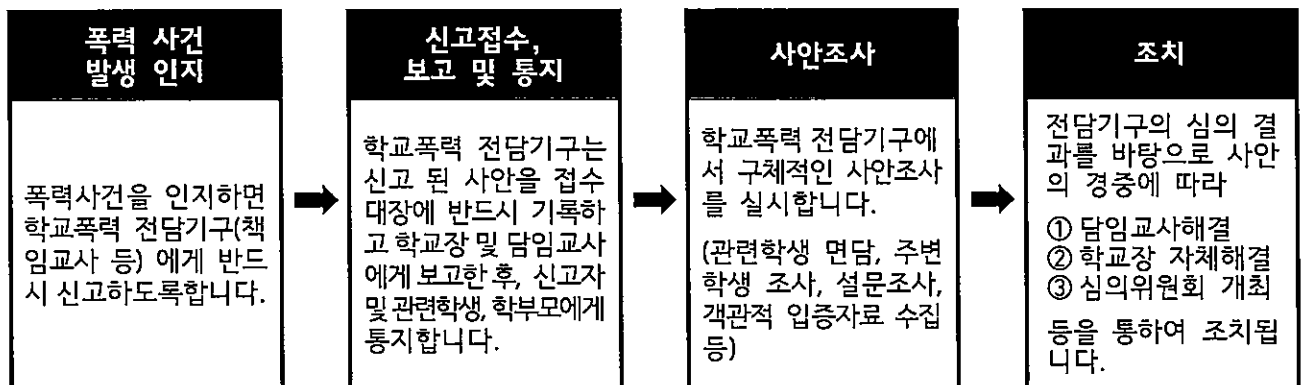 폭력 사건
발생 인지
폭력사건을 인지하면
학교폭력 전담기구(책
임교사 등) 에게 반드
시 신고하도록합니다.
신고접수,
보고 및 통지
학교폭력 전담기구는
신고 된 사안을 접수
대장에 반드시 기록하
고 학교장 및 담임교사
에게 보고한 후, 신고자
및 관련학생, 학부모에게
통지합니다.
사안조사
학교폭력 전담기구에
서 구체적인 사안조사
를 실시합니다.
(관련학생 면담, 주변
학생 조사, 설문조사,
객관적 입증자료 수집
등)
조치
전담기구의 심의 결
과를 바탕으로 사안
의 경중에 따라
① 담임교사해결
② 학교장 자체해결
③ 심의위원회 개최
등을 통하여 조치됩
니다.